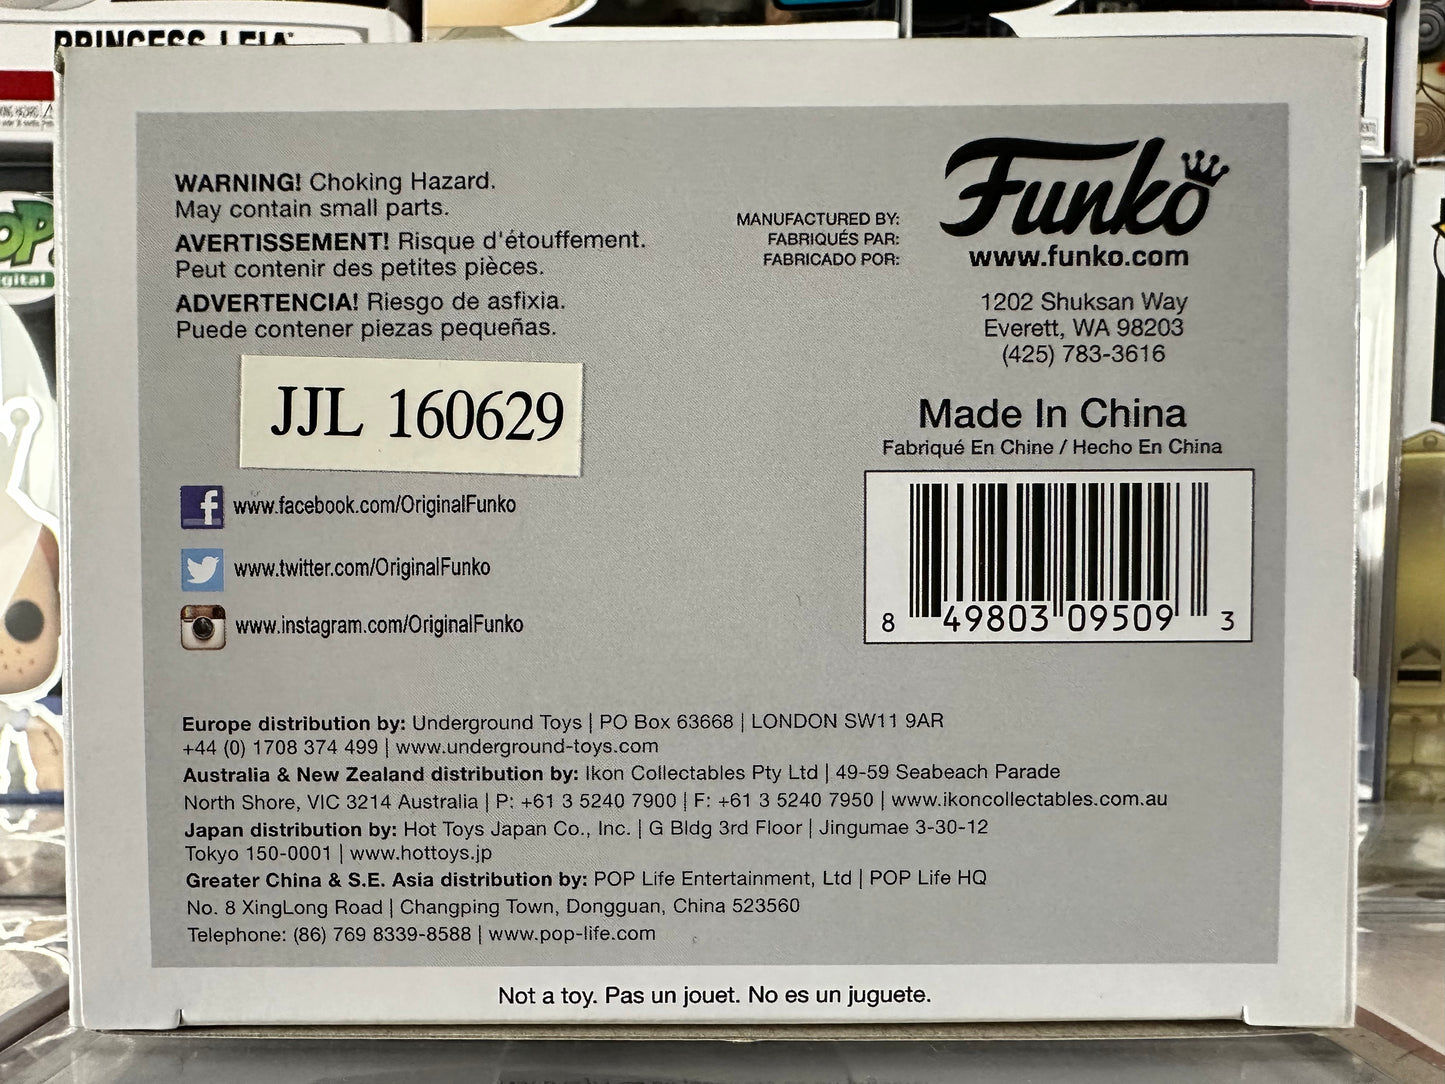 PRINCESS LEIA
WARNING! Choking Hazard.
May contain small parts.
AVERTISSEMENT! Risque d'étouffement.
Peut contenir des petites pièces.
ADVERTENCIA! Riesgo de asfixia.
Puede contener piezas pequeñas.
JJL 160629
www.facebook.com/OriginalFunko
www.twitter.com/OriginalFunko
www.instagram.com/OriginalFunko
MANUFACTURED BY:
FABRIQUÉS PAR:
FABRICADO POR:
Funko
www.funko.com
1202 Shuksan Way
Everett, WA 98203
(425) 783-3616
Made In China
Fabriqué En Chine / Hecho En China
8 49803 09509 3
Europe distribution by: Underground Toys | PO Box 63668 | LONDON SW11 9AR
+44 (0) 1708 374 499 | www.underground-toys.com
Australia & New Zealand distribution by: Ikon Collectables Pty Ltd | 49-59 Seabeach Parade
North Shore, VIC 3214 Australia | P: +61 3 5240 7900 | F: +61 3 5240 7950 | www.ikoncollectables.com.au
Japan distribution by: Hot Toys Japan Co., Inc. | G Bldg 3rd Floor | Jingumae 3-30-12
Tokyo 150-0001 | www.hottoys.jp
Greater China & S.E. Asia distribution by: POP Life Entertainment, Ltd | POP Life HQ
No. 8 XingLong Road | Changping Town, Dongguan, China 523560
Telephone: (86) 769 8339-8588 | www.pop-life.com
Not a toy. Pas un jouet. No es un juguete.